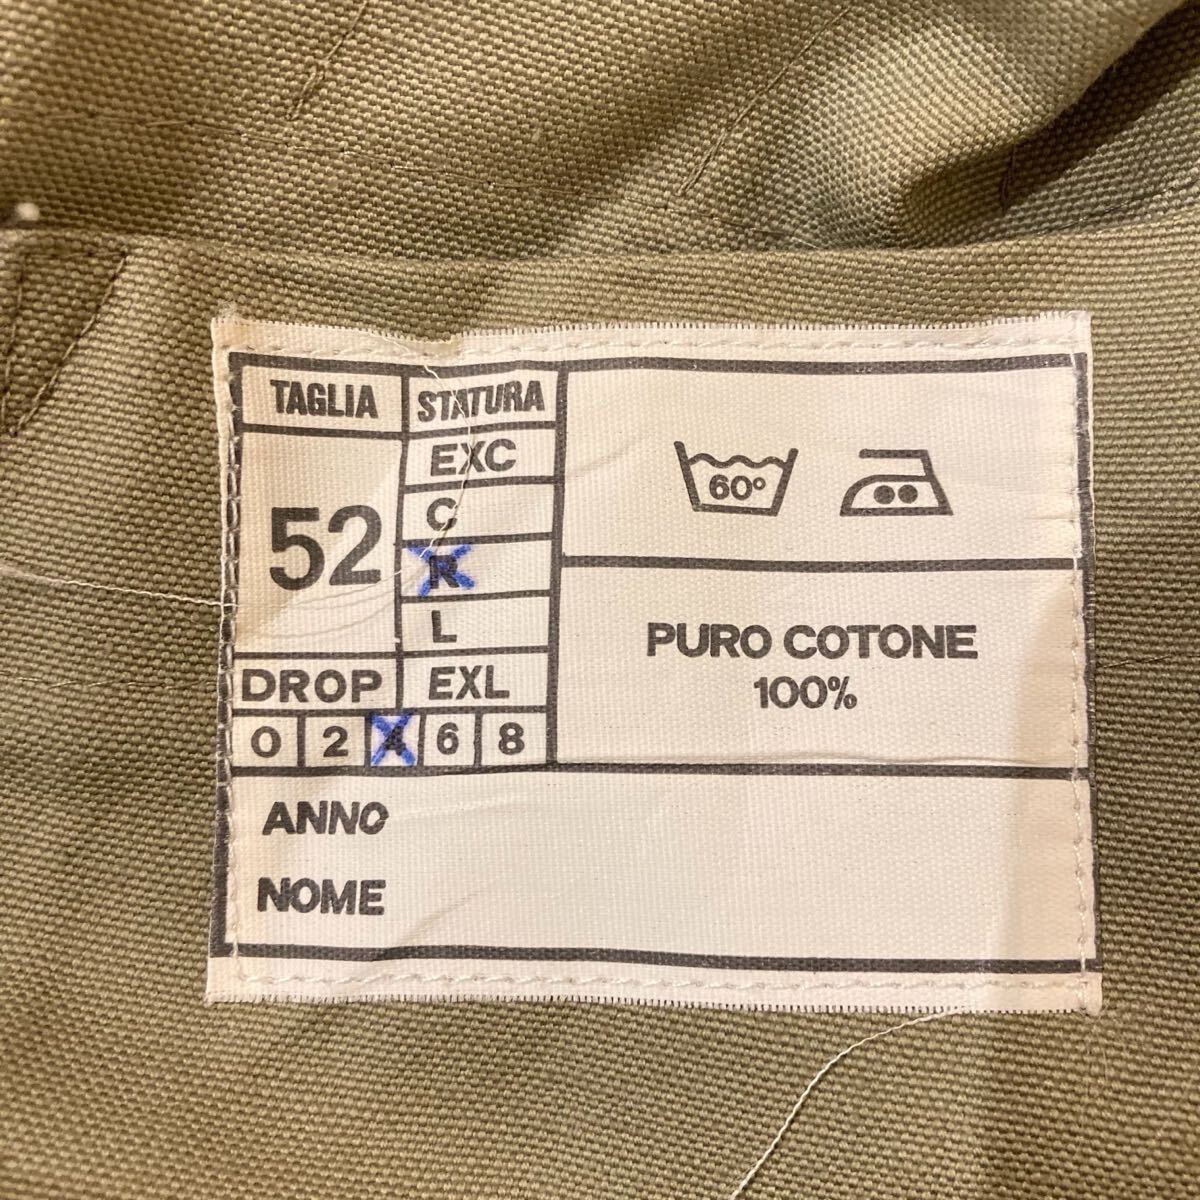 TAGLIA STATURA
52
EXC
C
R
L
EXL
DROP
0 2 4 6 8
60°
PURO COTONE
100%
ANNO
NOME